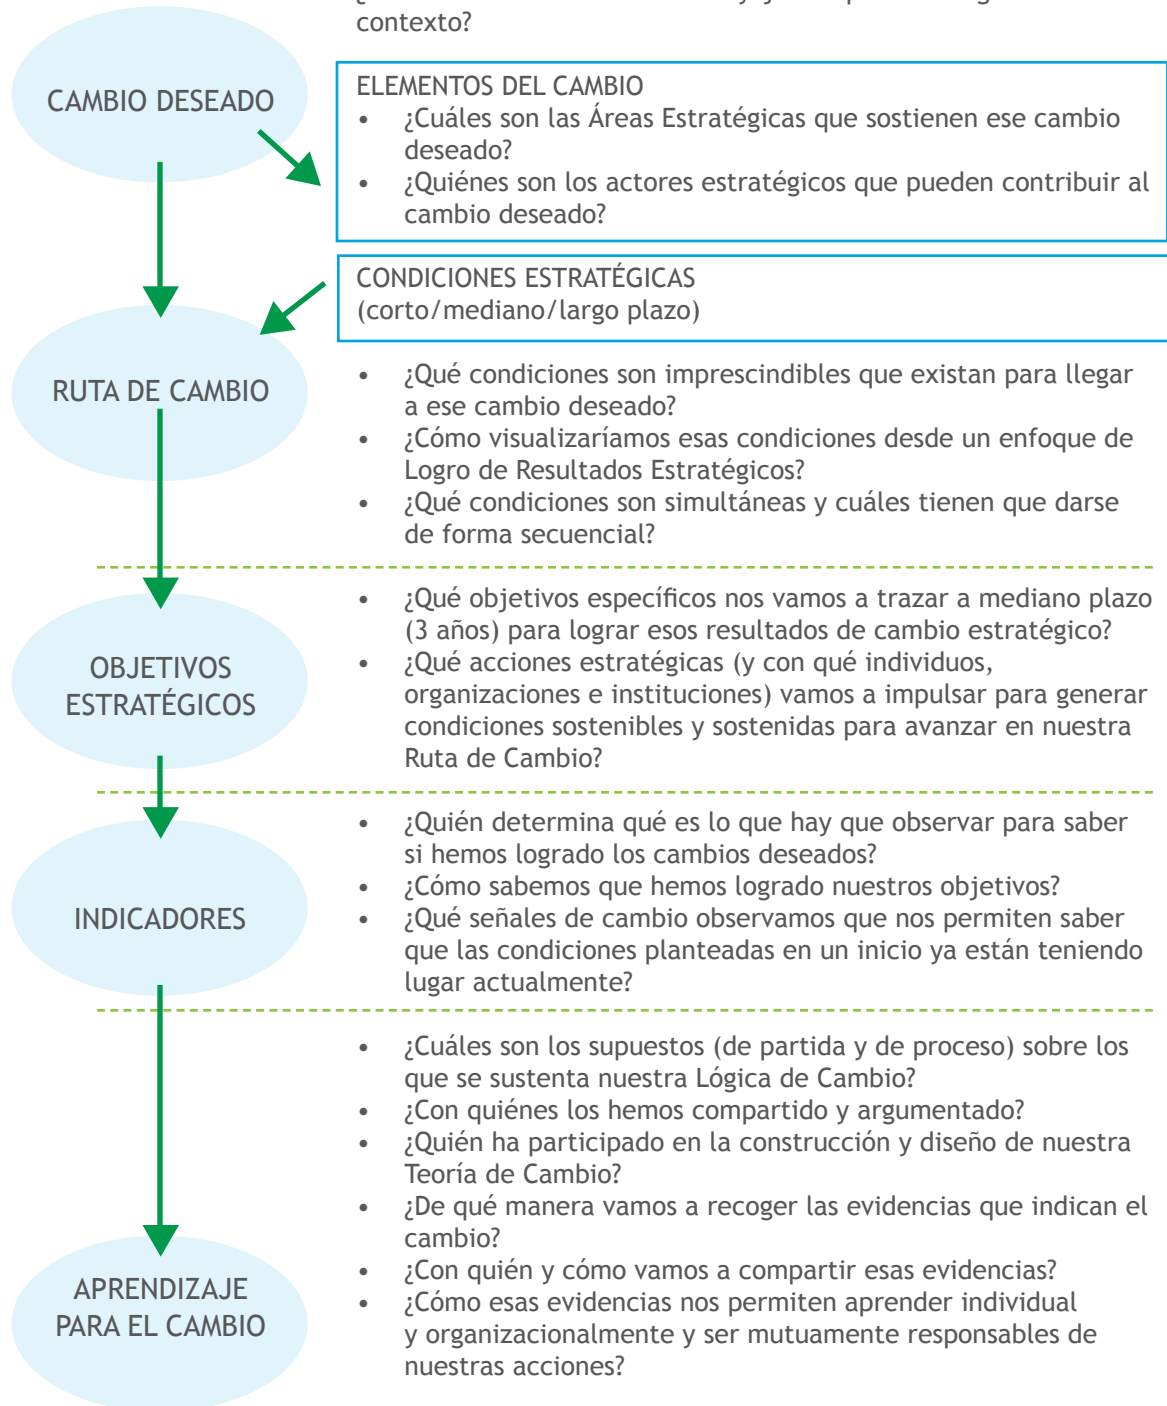 contexto?
CAMBIO DESEADO
ELEMENTOS DEL CAMBIO
• ¿Cuáles son las Áreas Estratégicas que sostienen ese cambio
deseado?
• ¿Quiénes son los actores estratégicos que pueden contribuir al
cambio deseado?
CONDICIONES ESTRATÉGICAS
(corto/mediano/largo plazo)
RUTA DE CAMBIO
• ¿Qué condiciones son imprescindibles que existan para llegar
a ese cambio deseado?
• ¿Cómo visualizaríamos esas condiciones desde un enfoque de
Logro de Resultados Estratégicos?
• ¿Qué condiciones son simultáneas y cuáles tienen que darse
de forma secuencial?
OBJETIVOS
ESTRATÉGICOS
• ¿Qué objetivos específicos nos vamos a trazar a mediano plazo
(3 años) para lograr esos resultados de cambio estratégico?
• ¿Qué acciones estratégicas (y con qué individuos,
organizaciones e instituciones) vamos a impulsar para generar
condiciones sostenibles y sostenidas para avanzar en nuestra
Ruta de Cambio?
INDICADORES
• ¿Quién determina qué es lo que hay que observar para saber
si hemos logrado los cambios deseados?
• ¿Cómo sabemos que hemos logrado nuestros objetivos?
• ¿Qué señales de cambio observamos que nos permiten saber
que las condiciones planteadas en un inicio ya están teniendo
lugar actualmente?
APRENDIZAJE
PARA EL CAMBIO
• ¿Cuáles son los supuestos (de partida y de proceso) sobre los
que se sustenta nuestra Lógica de Cambio?
• ¿Con quiénes los hemos compartido y argumentado?
• ¿Quién ha participado en la construcción y diseño de nuestra
Teoría de Cambio?
• ¿De qué manera vamos a recoger las evidencias que indican el
cambio?
• ¿Con quién y cómo vamos a compartir esas evidencias?
• ¿Cómo esas evidencias nos permiten aprender individual
y organizacionalmente y ser mutuamente responsables de
nuestras acciones?